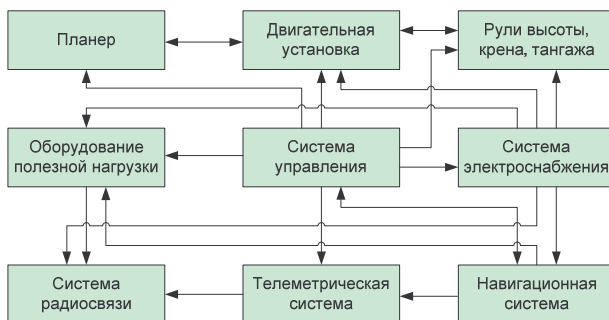 Планер
Двигательная
установка
Рули высоты,
крена, тангажа
Оборудование
полезной нагрузки
Система
управления
Система
электроснабжения
Система
радиосвязи
Телеметрическая
система
Навигационная
система